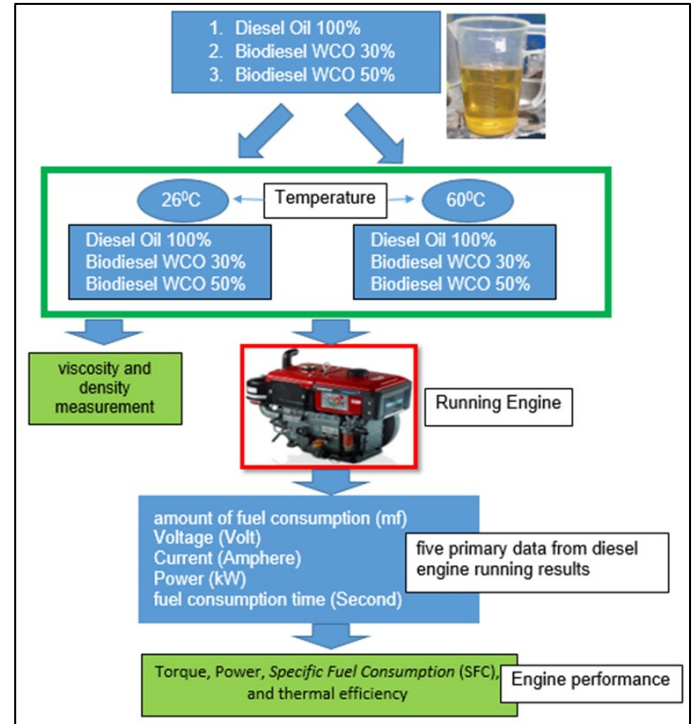 1. Diesel Oil 100%
2. Biodiesel WCO 30%
3. Biodiesel WCO 50%
26⁰C
Temperature
60⁰C
Diesel Oil 100%
Biodiesel WCO 30%
Biodiesel WCO 50%
Diesel Oil 100%
Biodiesel WCO 30%
Biodiesel WCO 50%
viscosity and
density
measurement
Running Engine
amount of fuel consumption (mf)
Voltage (Volt)
Current (Amphere)
Power (kW)
fuel consumption time (Second)
five primary data from diesel
engine running results
Torque, Power, Specific Fuel Consumption (SFC),
and thermal efficiency
Engine performance